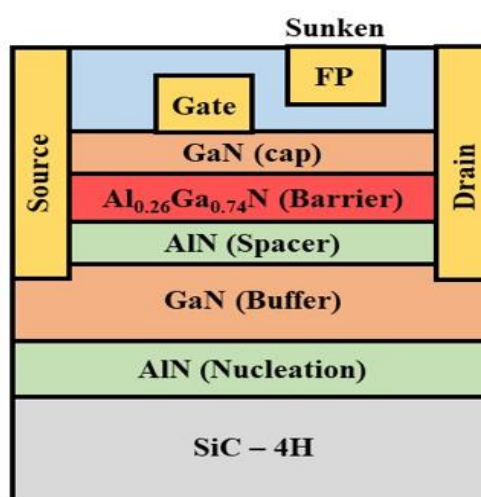 Sunken
FP
Gate
Source
Drain
GaN (cap)
Al₀.₂₆Ga₀.₇₄N (Barrier)
AlN (Spacer)
GaN (Buffer)
AlN (Nucleation)
SiC – 4H